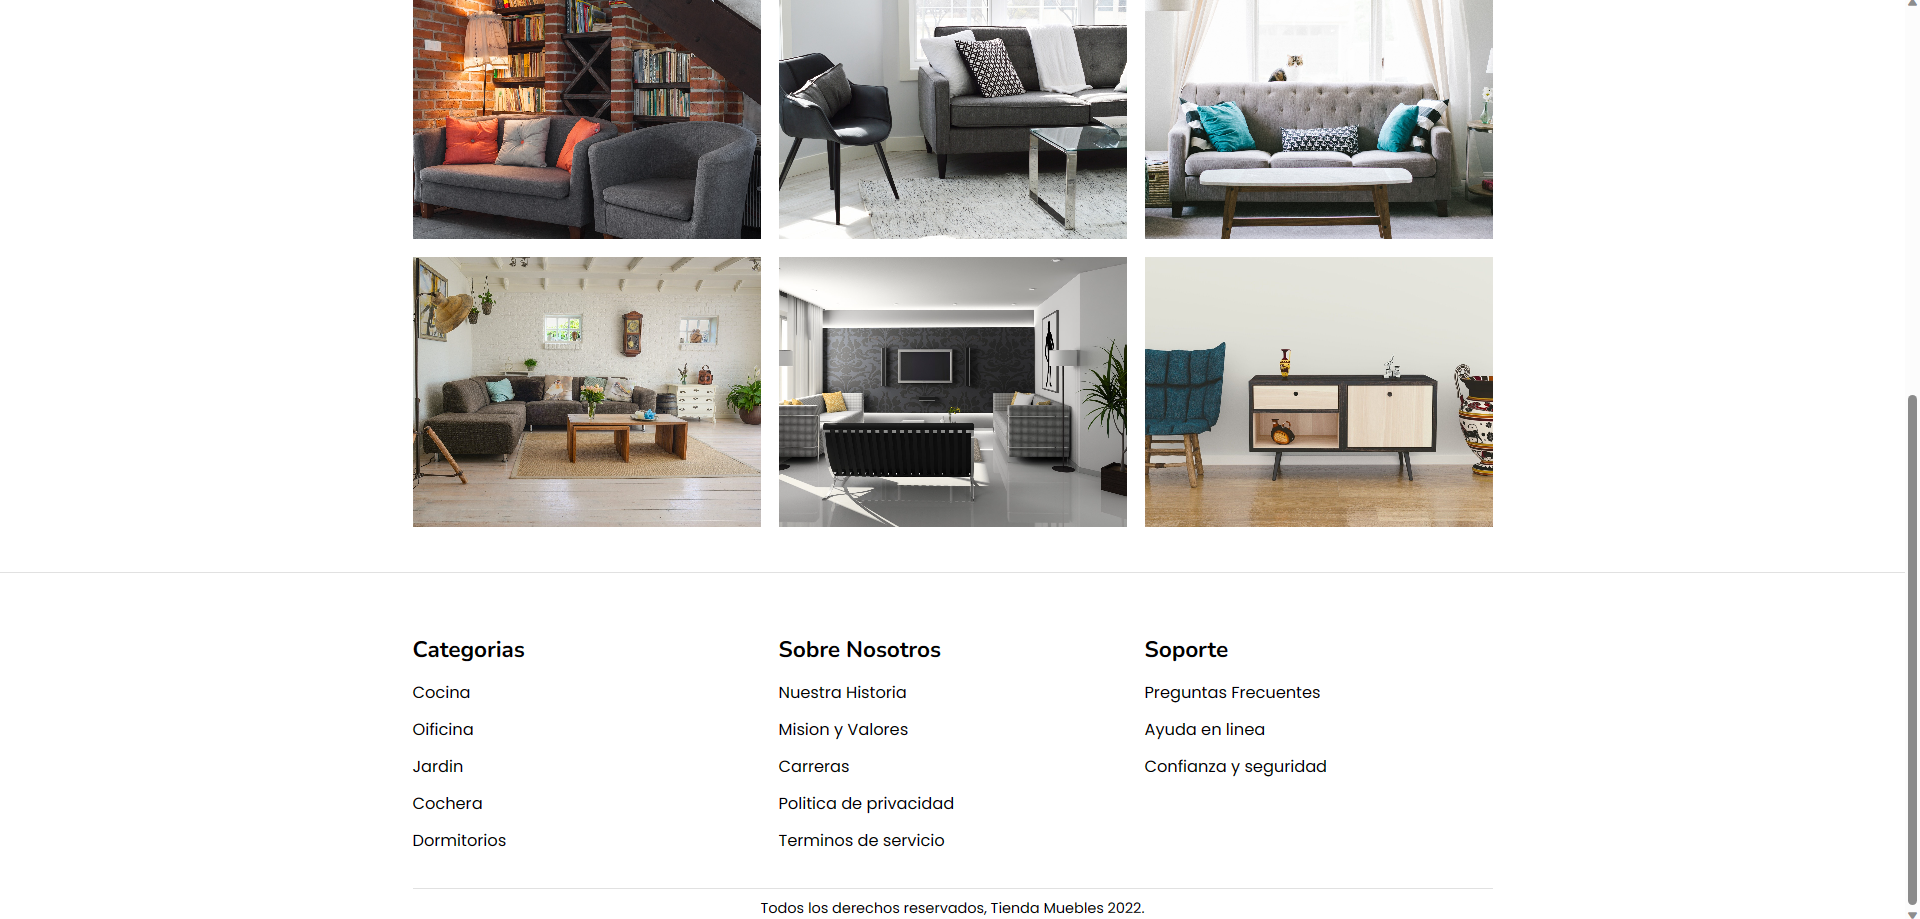 Categorias
Cocina
Oificina
Jardin
Cochera
Dormitorios
Sobre Nosotros
Nuestra Historia
Mision y Valores
Carreras
Politica de privacidad
Terminos de servicio
Soporte
Preguntas Frecuentes
Ayuda en linea
Confianza y seguridad
Todos los derechos reservados, Tienda Muebles 2022.